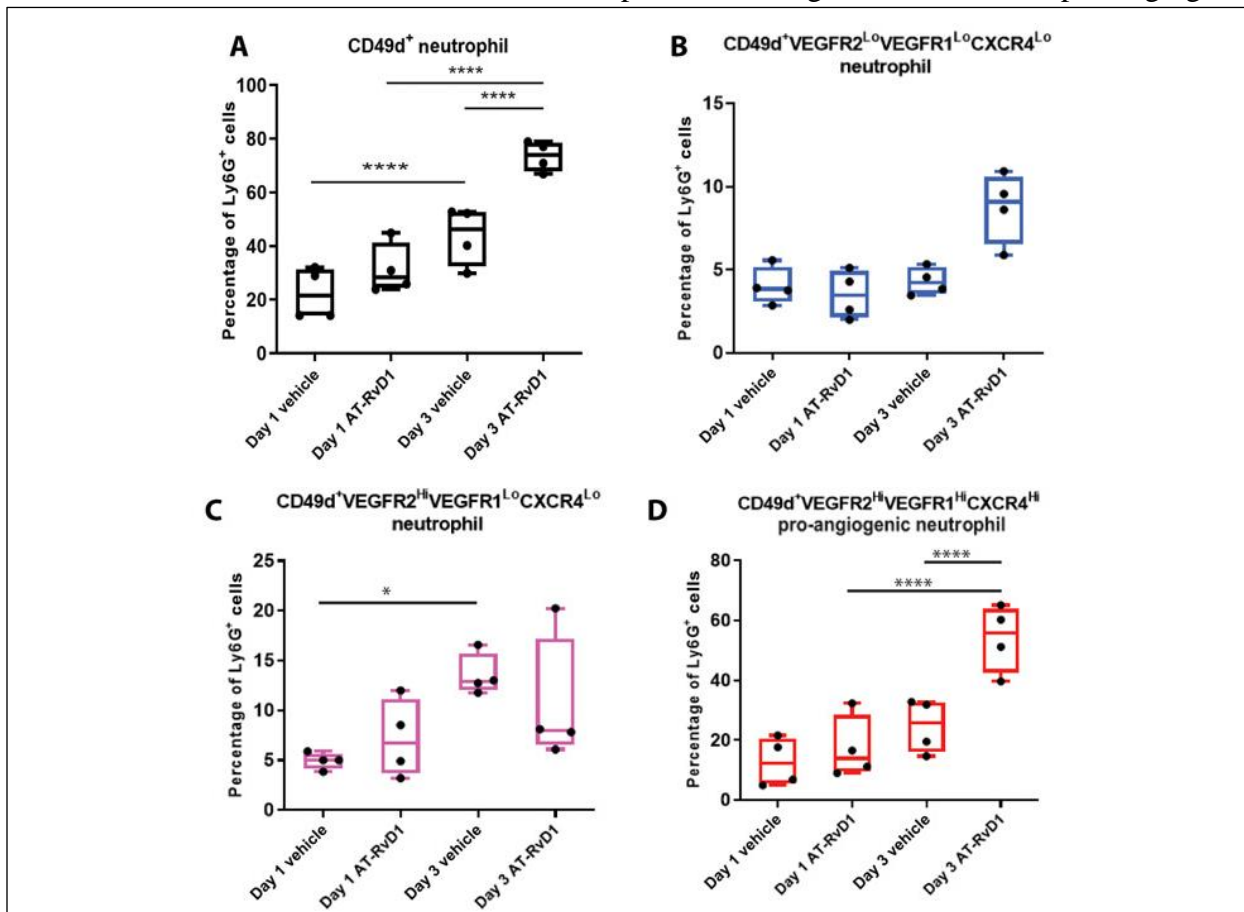 A
CD49d⁺ neutrophil
****
****
****
Percentage of Ly6G⁺ cells
100
80
60
40
20
0
Day 1 vehicle
Day 1 AT-RvD1
Day 3 vehicle
Day 3 AT-RvD1
B
CD49d⁺VEGFR2ᴸᵒVEGFR1ᴸᵒCXCR4ᴸᵒ
neutrophil
Percentage of Ly6G⁺ cells
15
10
5
0
Day 1 vehicle
Day 1 AT-RvD1
Day 3 vehicle
Day 3 AT-RvD1
C
CD49d⁺VEGFR2ᴴⁱVEGFR1ᴸᵒCXCR4ᴸᵒ
neutrophil
*
Percentage of Ly6G⁺ cells
25
20
15
10
5
0
Day 1 vehicle
Day 1 AT-RvD1
Day 3 vehicle
Day 3 AT-RvD1
D
CD49d⁺VEGFR2ᴴⁱVEGFR1ᴴⁱCXCR4ᴴⁱ
pro-angiogenic neutrophil
****
****
Percentage of Ly6G⁺ cells
80
60
40
20
0
Day 1 vehicle
Day 1 AT-RvD1
Day 3 vehicle
Day 3 AT-RvD1